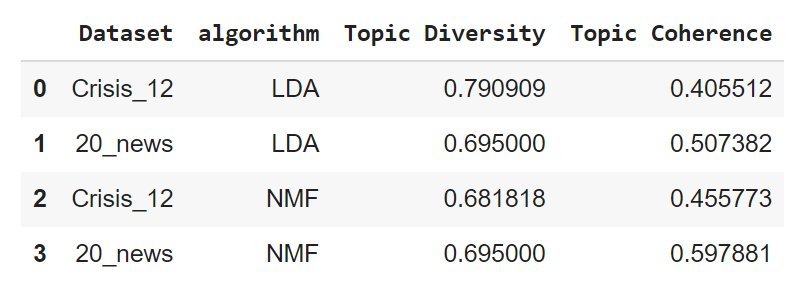 Dataset algorithm Topic Diversity Topic Coherence
0 Crisis_12 LDA 0.790909 0.405512
1 20_news LDA 0.695000 0.507382
2 Crisis_12 NMF 0.681818 0.455773
3 20_news NMF 0.695000 0.597881